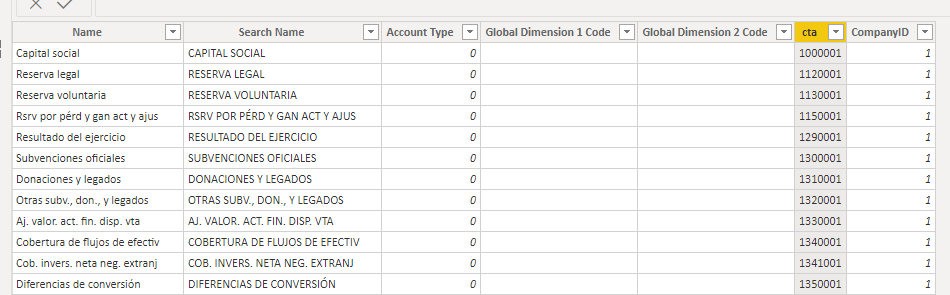 Name Search Name Account Type Global Dimension 1 Code Global Dimension 2 Code cta CompanyID
Capital social CAPITAL SOCIAL 0 1000001 1
Reserva legal RESERVA LEGAL 0 1120001 1
Reserva voluntaria RESERVA VOLUNTARIA 0 1130001 1
Rsrv por pérd y gan act y ajus RSRV POR PÉRD Y GAN ACT Y AJUS 0 1150001 1
Resultado del ejercicio RESULTADO DEL EJERCICIO 0 1290001 1
Subvenciones oficiales SUBVENCIONES OFICIALES 0 1300001 1
Donaciones y legados DONACIONES Y LEGADOS 0 1310001 1
Otras subv., don., y legados OTRAS SUBV., DON., Y LEGADOS 0 1320001 1
Aj. valor. act. fin. disp. vta AJ. VALOR. ACT. FIN. DISP. VTA 0 1330001 1
Cobertura de flujos de efectiv COBERTURA DE FLUJOS DE EFECTIV 0 1340001 1
Cob. invers. neta neg. extranj COB. INVERS. NETA NEG. EXTRANJ 0 1341001 1
Diferencias de conversión DIFERENCIAS DE CONVERSIÓN 0 1350001 1